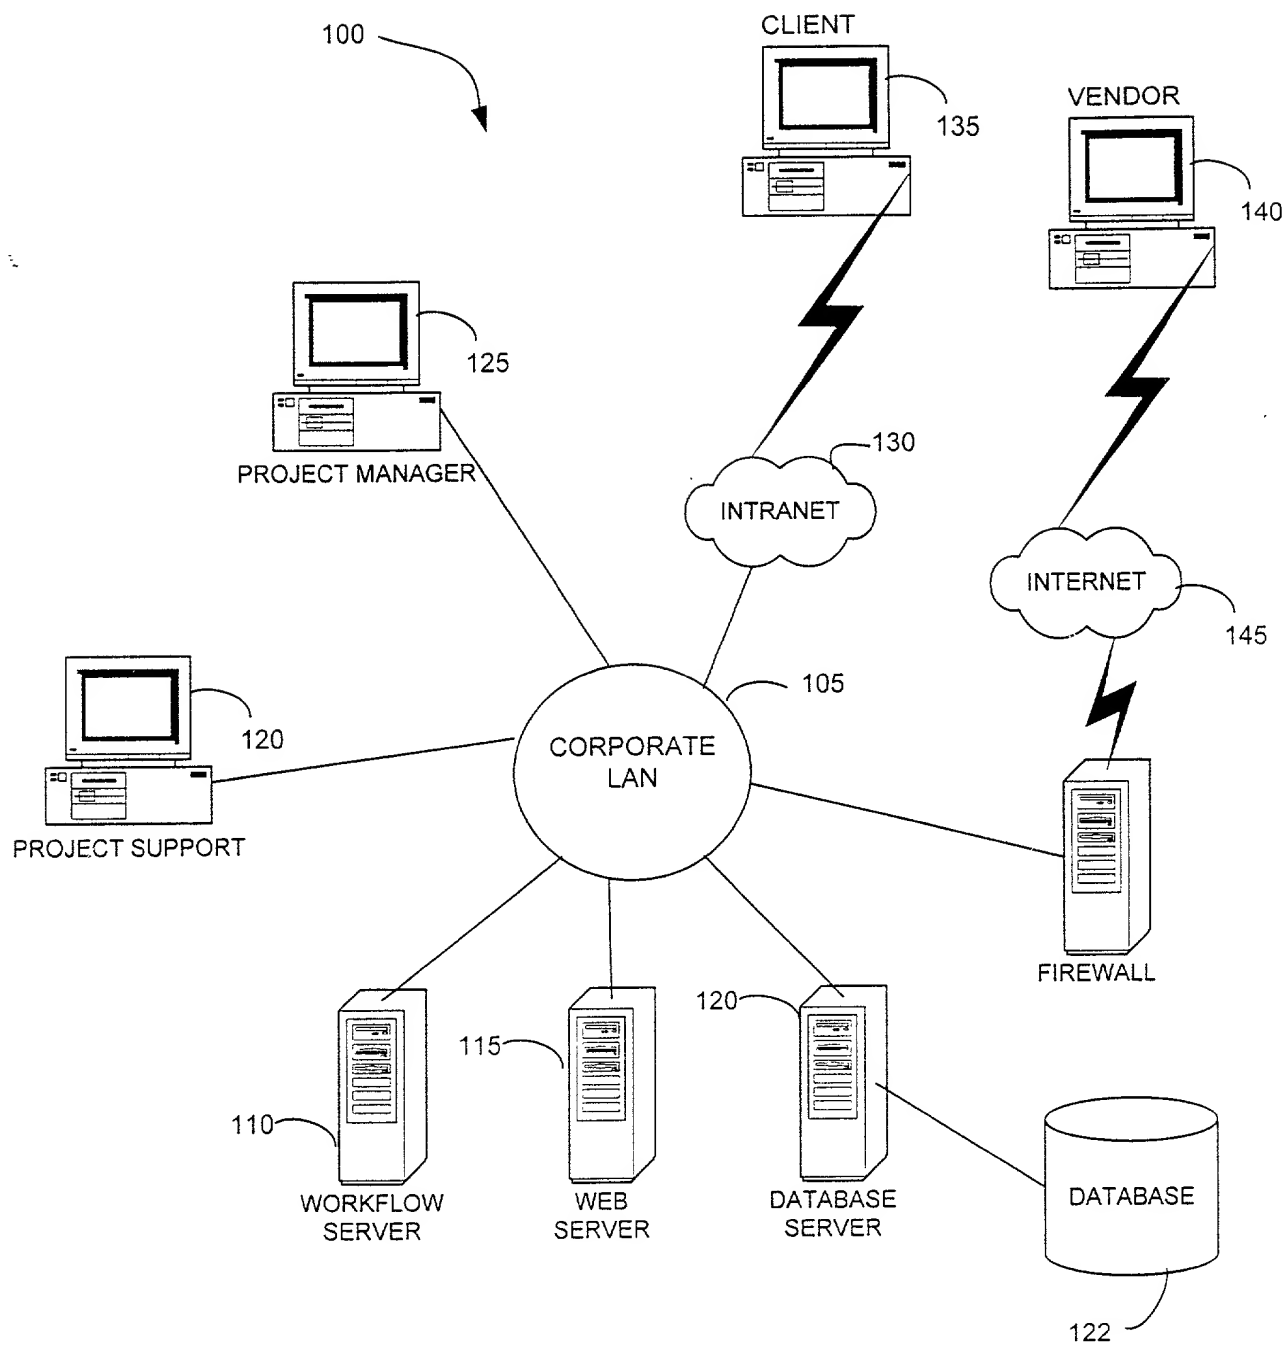 100
CLIENT
135
VENDOR
140
125
PROJECT MANAGER
130
INTRANET
INTERNET
145
120
PROJECT SUPPORT
105
CORPORATE
LAN
FIREWALL
110
WORKFLOW
SERVER
115
WEB
SERVER
120
DATABASE
SERVER
DATABASE
122